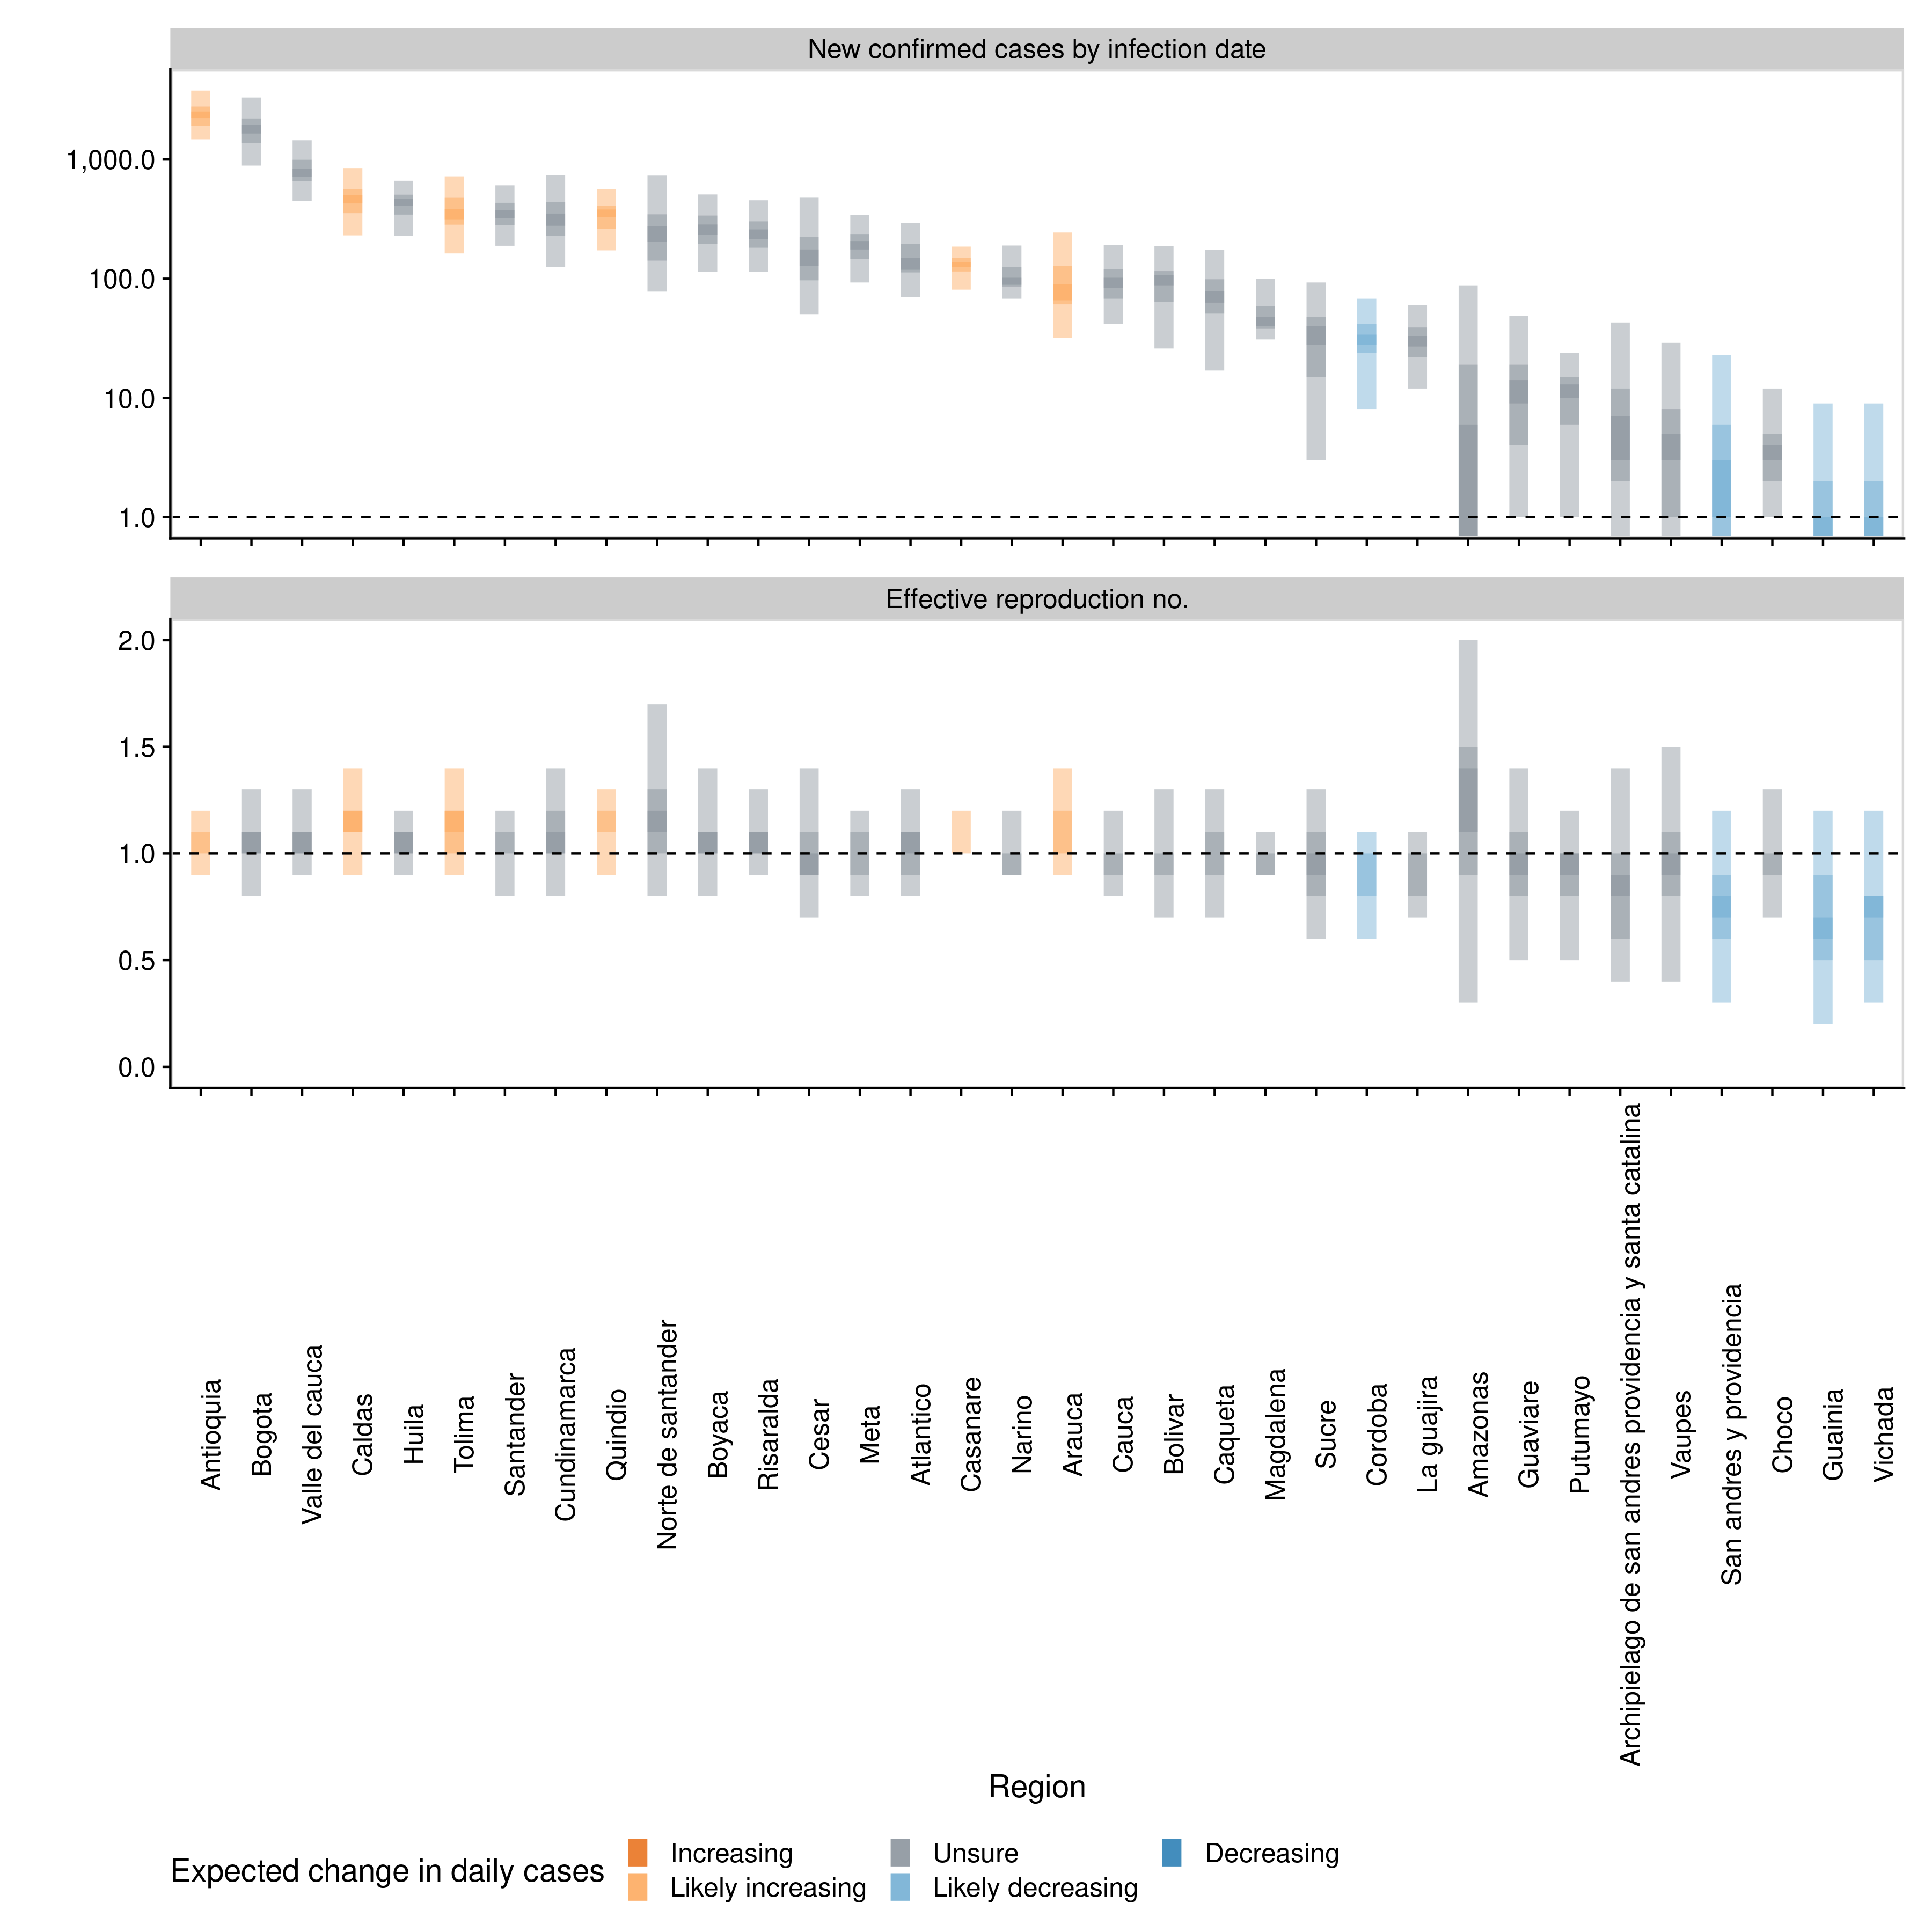 New confirmed cases by infection date
1,000.0
100.0
10.0
1.0
Effective reproduction no.
2.0
1.5
1.0
0.5
0.0
Antioquia
Bogota
Valle del cauca
Caldas
Huila
Tolima
Santander
Cundinamarca
Quindio
Norte de santander
Boyaca
Risaralda
Cesar
Meta
Atlantico
Casanare
Narino
Arauca
Cauca
Bolivar
Caqueta
Magdalena
Sucre
Cordoba
La guajira
Amazonas
Guaviare
Putumayo
Archipielago de san andres providencia y santa catalina
Vaupes
San andres y providencia
Choco
Guainia
Vichada
Region
Expected change in daily cases
Increasing
Likely increasing
Unsure
Likely decreasing
Decreasing